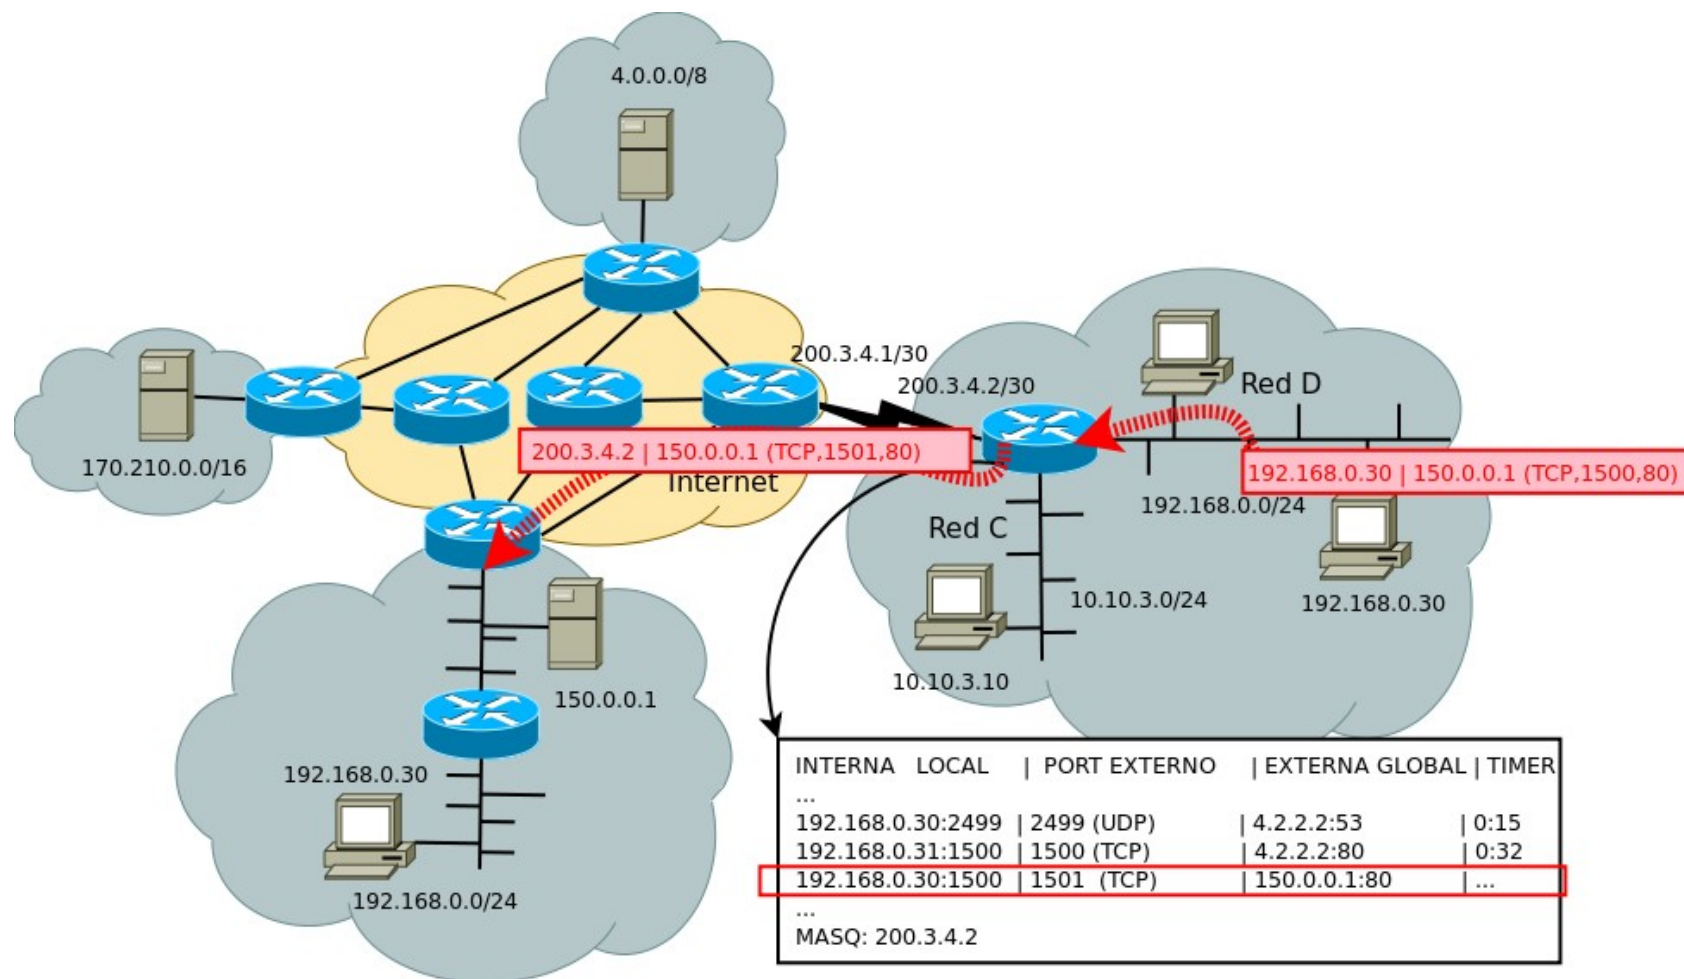 4.0.0.0/8
200.3.4.1/30
200.3.4.2/30
Red D
170.210.0.0/16
200.3.4.2 | 150.0.0.1 (TCP,1501,80)
192.168.0.30 | 150.0.0.1 (TCP,1500,80)
Internet
192.168.0.0/24
Red C
10.10.3.0/24
192.168.0.30
10.10.3.10
150.0.0.1
192.168.0.30
192.168.0.0/24
INTERNA LOCAL | PORT EXTERNO | EXTERNA GLOBAL | TIMER
...
192.168.0.30:2499 | 2499 (UDP) | 4.2.2.2:53 | 0:15
192.168.0.31:1500 | 1500 (TCP) | 4.2.2.2:80 | 0:32
192.168.0.30:1500 | 1501 (TCP) | 150.0.0.1:80 | ...
...
MASQ: 200.3.4.2